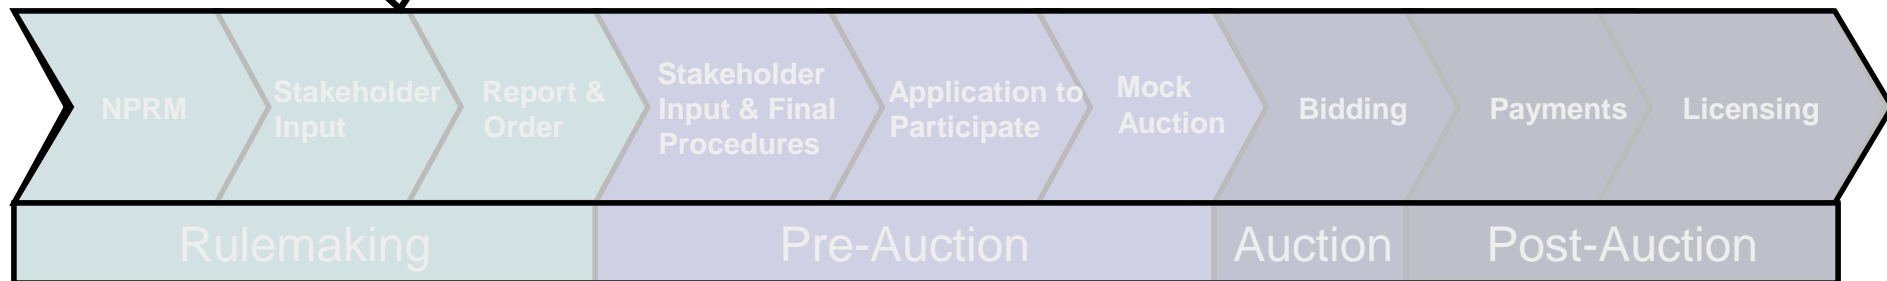 NPRM
Stakeholder
Input
Report &
Order
Stakeholder
Input & Final
Procedures
Application to
Participate
Mock
Auction
Bidding
Payments
Licensing
Rulemaking
Pre-Auction
Auction
Post-Auction